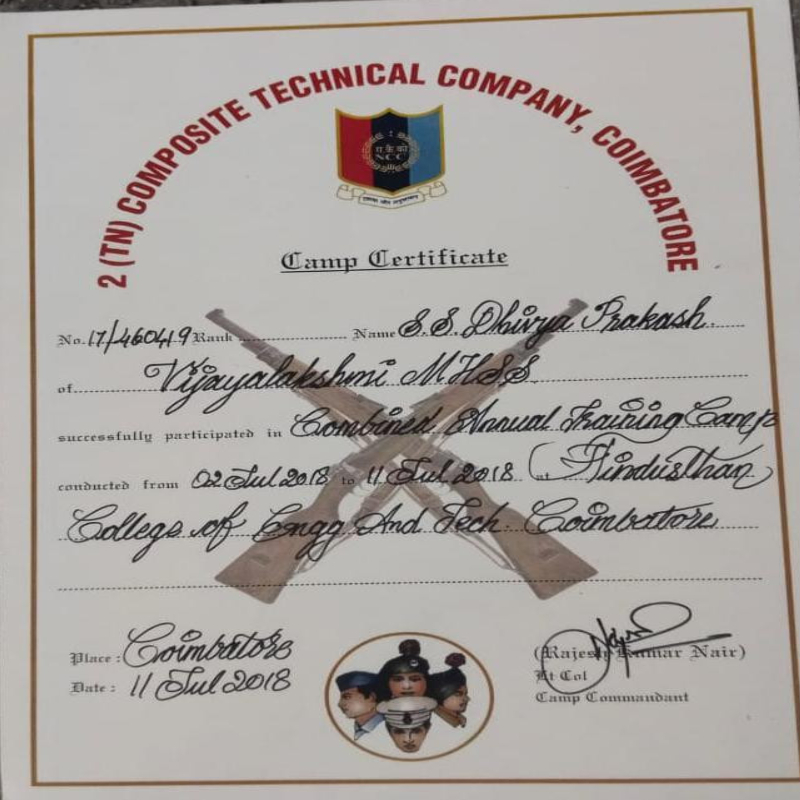 2 (TN) COMPOSITE TECHNICAL COMPANY, COIMBATORE
रा.कै.को
NCC
एकता और अनुशासन
Camp Certificate
No. 17/460419 Rank Name S.S. Dhivya Prakash
of Vijayalakshmi MHSS
successfully participated in Combined Annual Training Camp
conducted from 02 Jul 2018 to 11 Jul 2018 at Hindusthan
College of Engg And Tech. Coimbatore
Place : Coimbatore
Date : 11 Jul 2018
(Rajesh Kumar Nair)
Lt Col
Camp Commandant